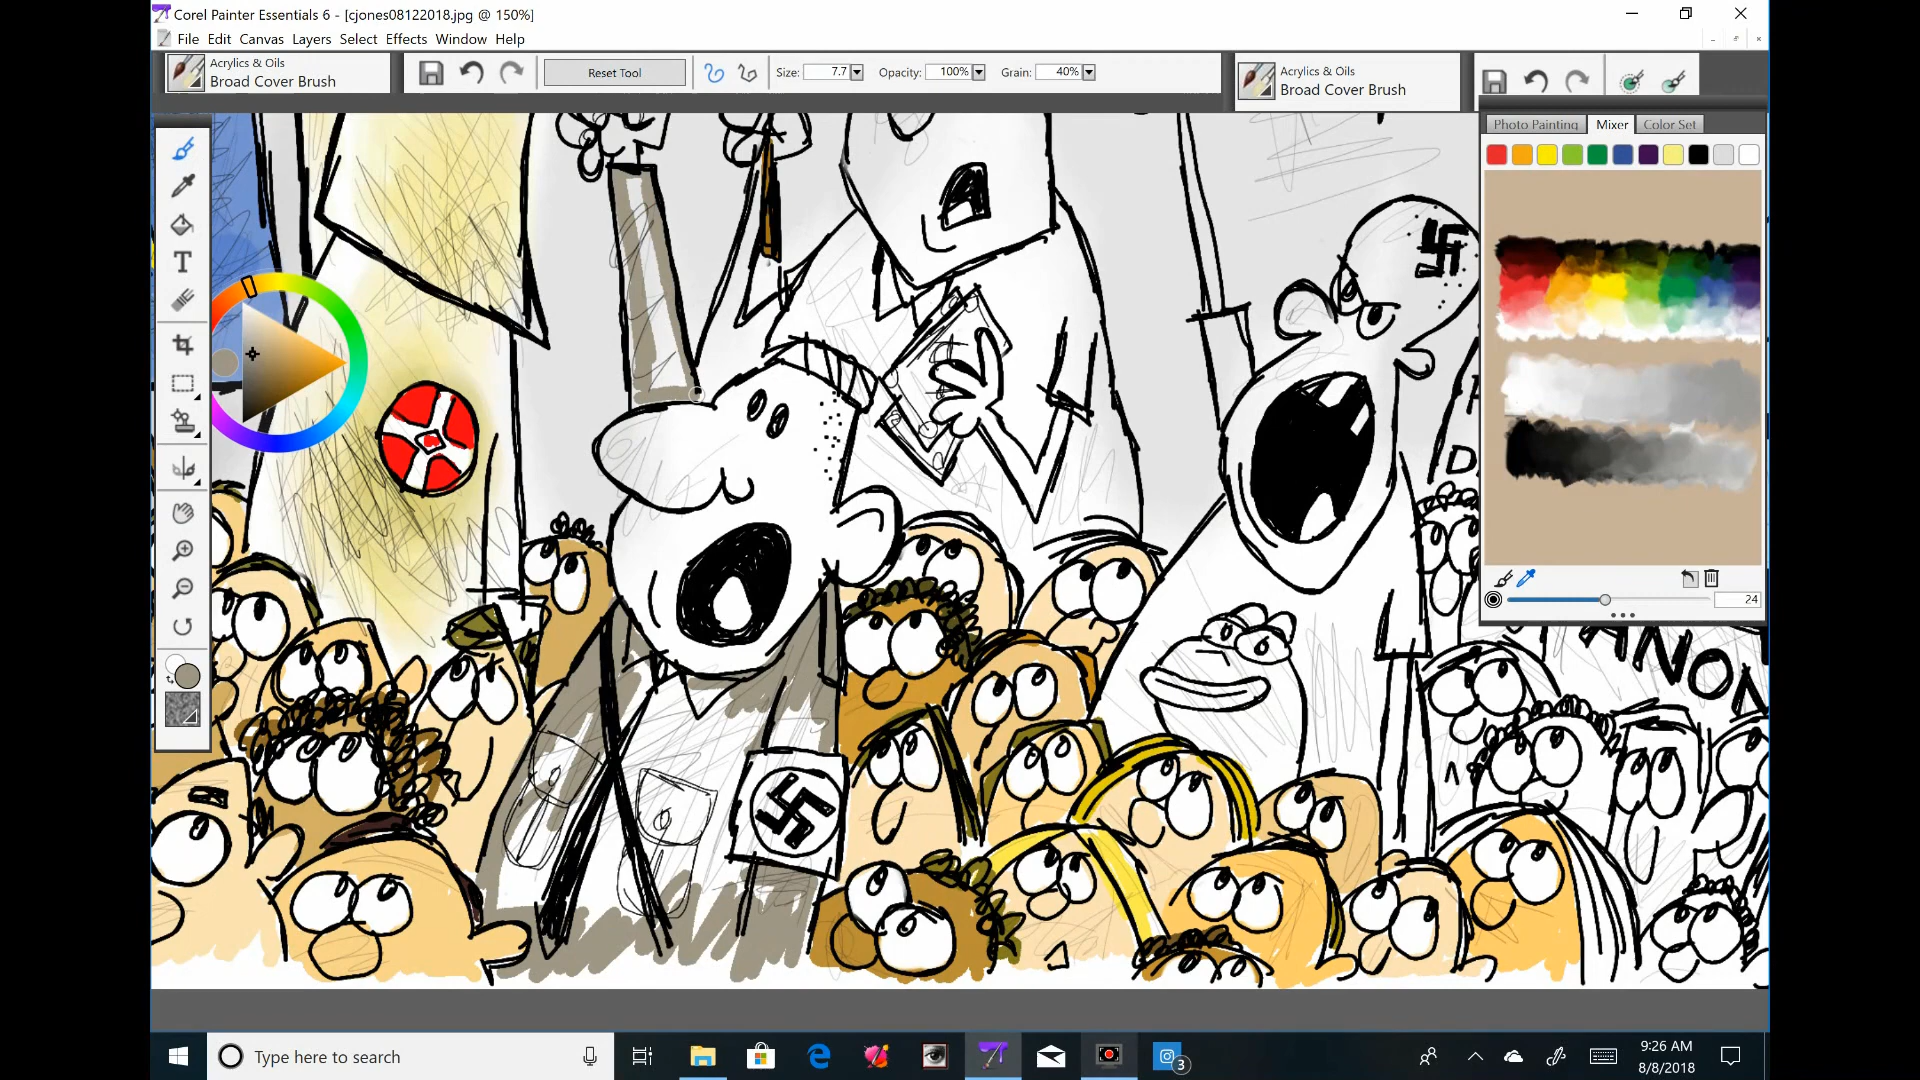 Corel Painter Essentials 6 - [cjones08122018.jpg @ 150%]
File Edit Canvas Layers Select Effects Window Help
Acrylics & Oils
Broad Cover Brush
Reset Tool
Size: 7.7
Opacity: 100%
Grain: 40%
Acrylics & Oils
Broad Cover Brush
Photo Painting Mixer Color Set
24
ANON
Type here to search
3
9:26 AM
8/8/2018